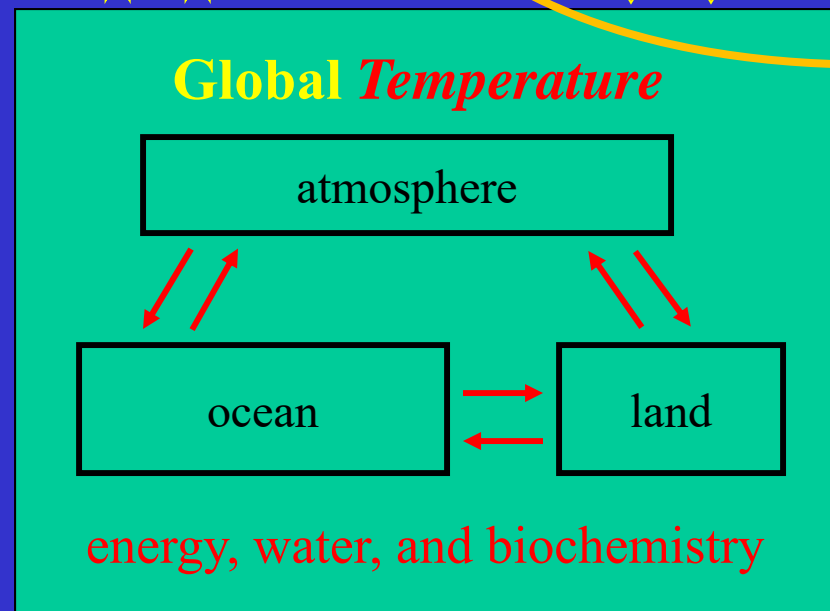 Global Temperature
atmosphere
ocean
land
energy, water, and biochemistry